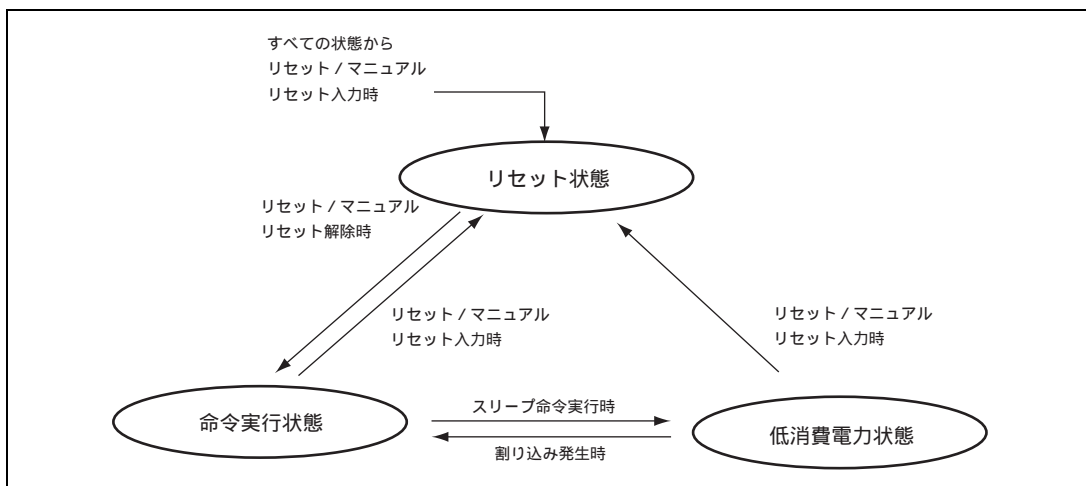 すべての状態から
リセット / マニュアル
リセット入力時
リセット状態
リセット / マニュアル
リセット解除時
リセット / マニュアル
リセット入力時
リセット / マニュアル
リセット入力時
命令実行状態
スリープ命令実行時
割り込み発生時
低消費電力状態